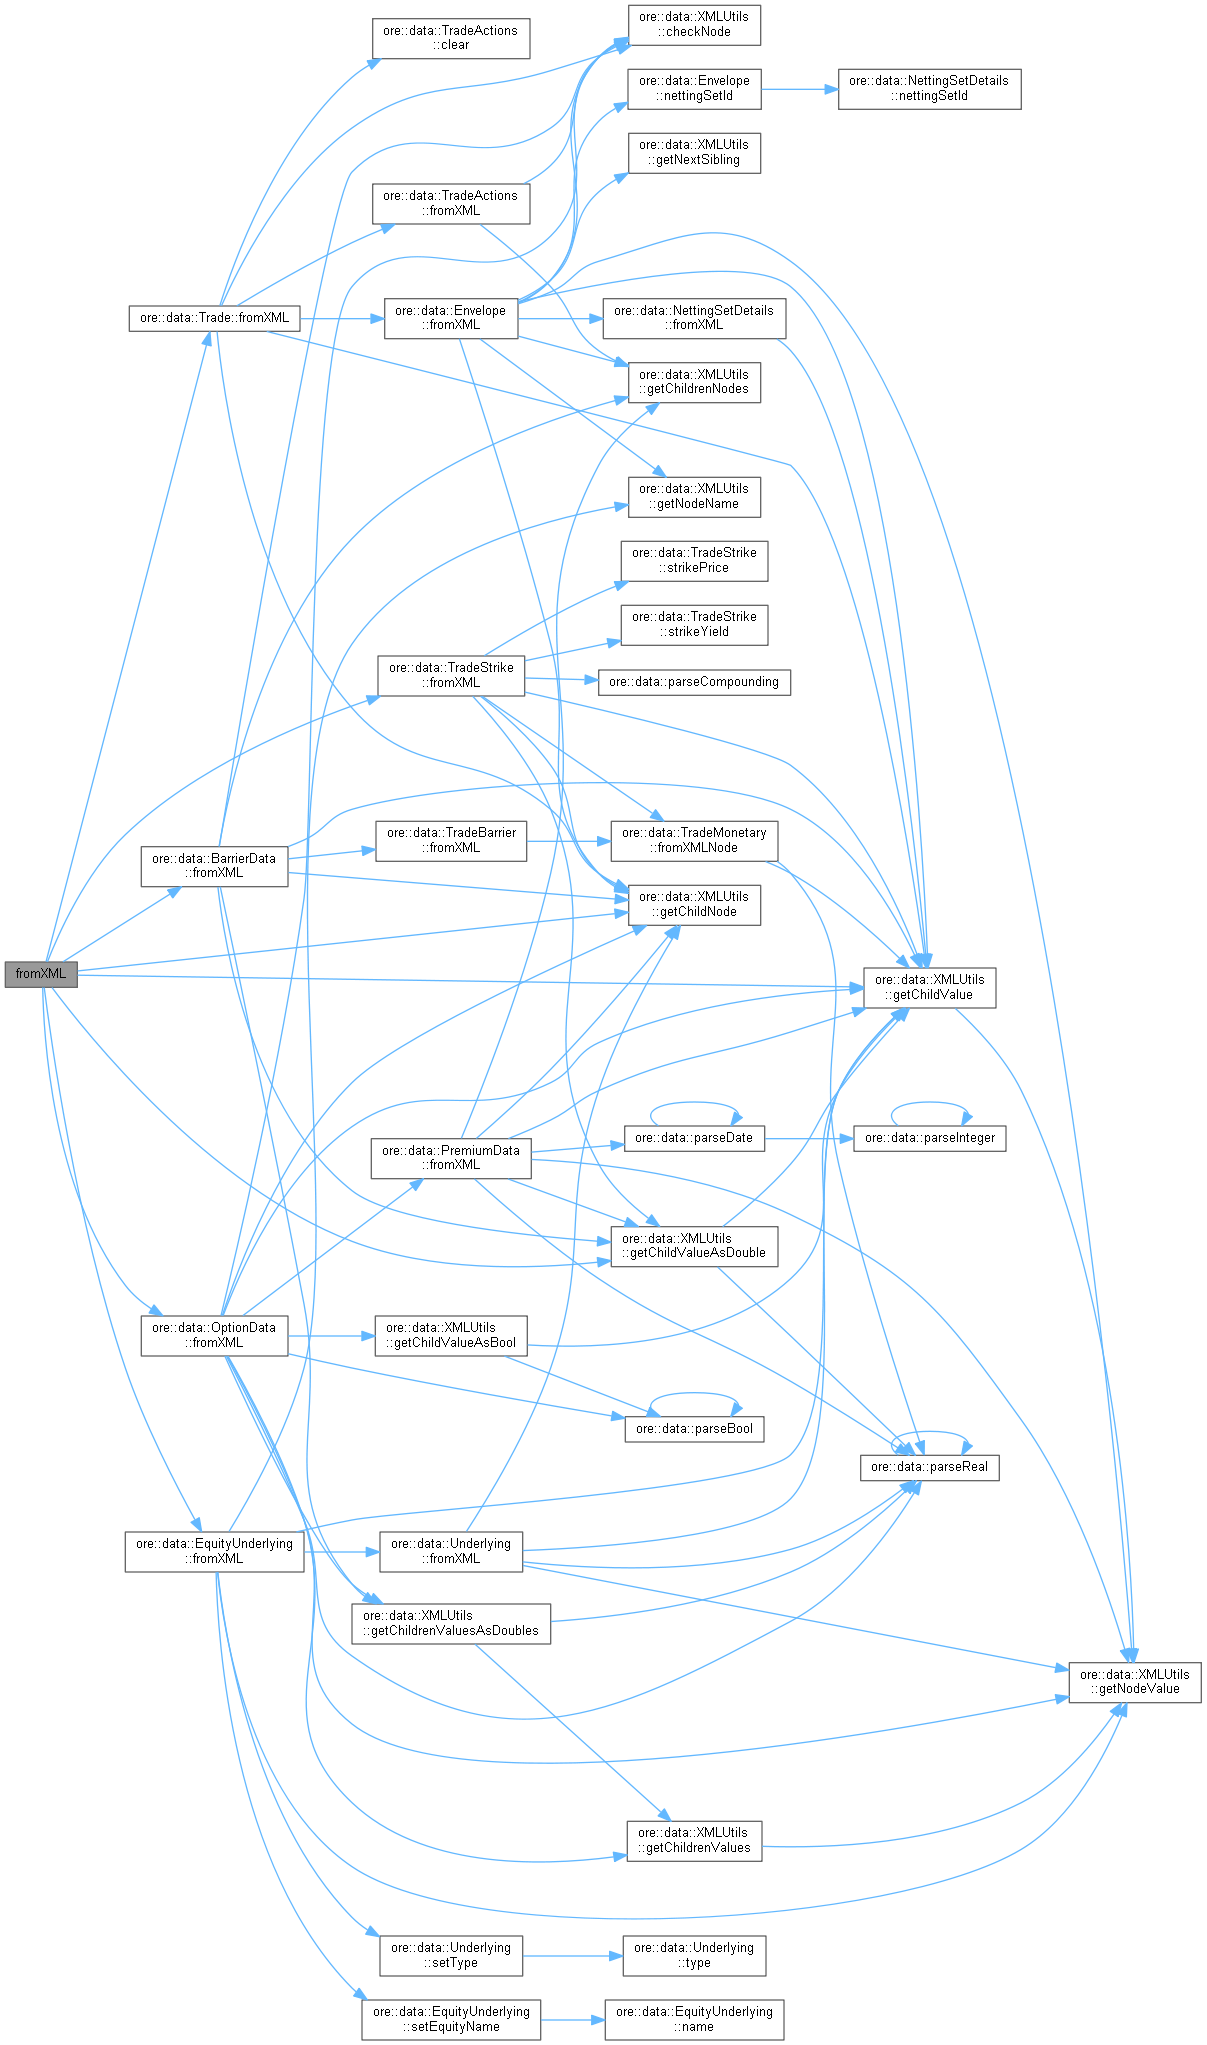 fromXML
ore::data::Trade::fromXML
ore::data::BarrierData
::fromXML
ore::data::OptionData
::fromXML
ore::data::EquityUnderlying
::fromXML
ore::data::TradeActions
::clear
ore::data::TradeActions
::fromXML
ore::data::Envelope
::fromXML
ore::data::TradeStrike
::fromXML
ore::data::TradeBarrier
::fromXML
ore::data::PremiumData
::fromXML
ore::data::XMLUtils
::getChildValueAsBool
ore::data::Underlying
::fromXML
ore::data::XMLUtils
::getChildrenValuesAsDoubles
ore::data::Underlying
::setType
ore::data::EquityUnderlying
::setEquityName
ore::data::XMLUtils
::checkNode
ore::data::Envelope
::nettingSetId
ore::data::XMLUtils
::getNextSibling
ore::data::NettingSetDetails
::fromXML
ore::data::XMLUtils
::getChildrenNodes
ore::data::XMLUtils
::getNodeName
ore::data::TradeStrike
::strikePrice
ore::data::TradeStrike
::strikeYield
ore::data::parseCompounding
ore::data::TradeMonetary
::fromXMLNode
ore::data::XMLUtils
::getChildNode
ore::data::parseDate
ore::data::XMLUtils
::getChildValueAsDouble
ore::data::parseBool
ore::data::XMLUtils
::getChildrenValues
ore::data::Underlying
::type
ore::data::EquityUnderlying
::name
ore::data::NettingSetDetails
::nettingSetId
ore::data::XMLUtils
::getChildValue
ore::data::parseInteger
ore::data::parseReal
ore::data::XMLUtils
::getNodeValue